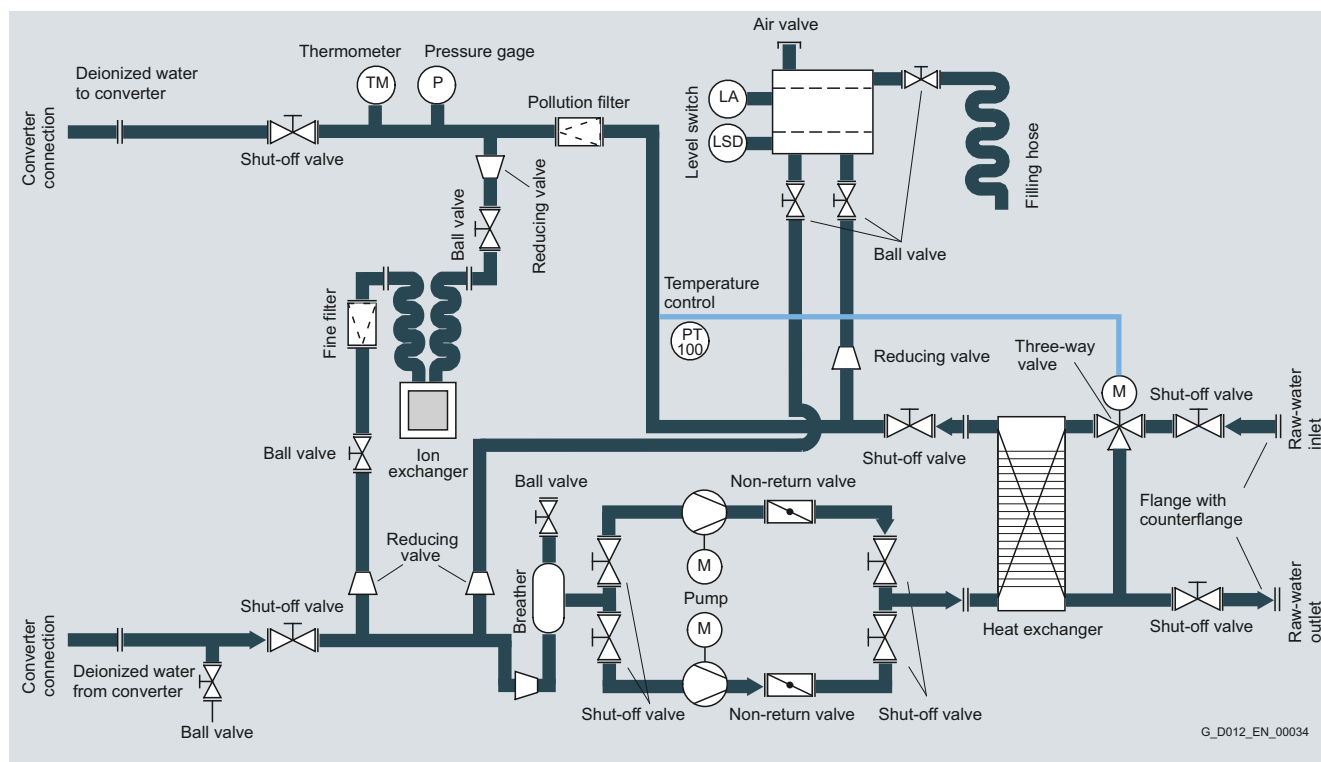 Air valve
Thermometer
Pressure gage
Deionized water
to converter
TM
P
Pollution filter
Level switch
LA
LSD
Filling hose
Converter
connection
Shut-off valve
Reducing valve
Ball valve
Ball valve
Temperature
control
PT
100
Fine filter
Reducing valve
Three-way
valve
M
Shut-off valve
Raw-water
inlet
Ball valve
Ion
exchanger
Shut-off valve
Ball valve
Non-return valve
Flange with
counterflange
Reducing
valve
M
Breather
Pump
M
Shut-off valve
Heat exchanger
Shut-off valve
Raw-water
outlet
Converter
connection
Deionized water
from converter
Ball valve
Shut-off valve
Non-return valve
Shut-off valve
G_D012_EN_00034